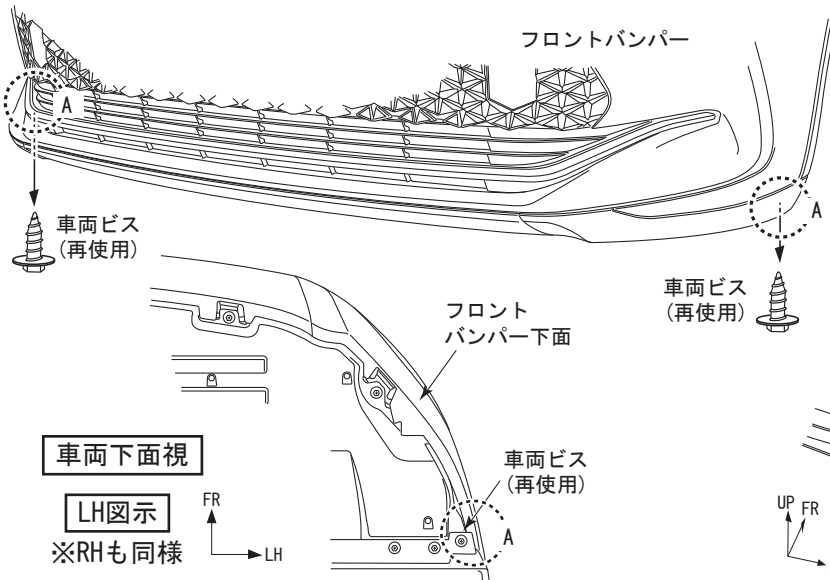 フロントバンパー
A
車両ビス
(再使用)
A
車両ビス
(再使用)
フロント
バンパー下面
車両下面視
LH図示
※RHも同様
FR
LH
車両ビス
(再使用)
A
UP
FR